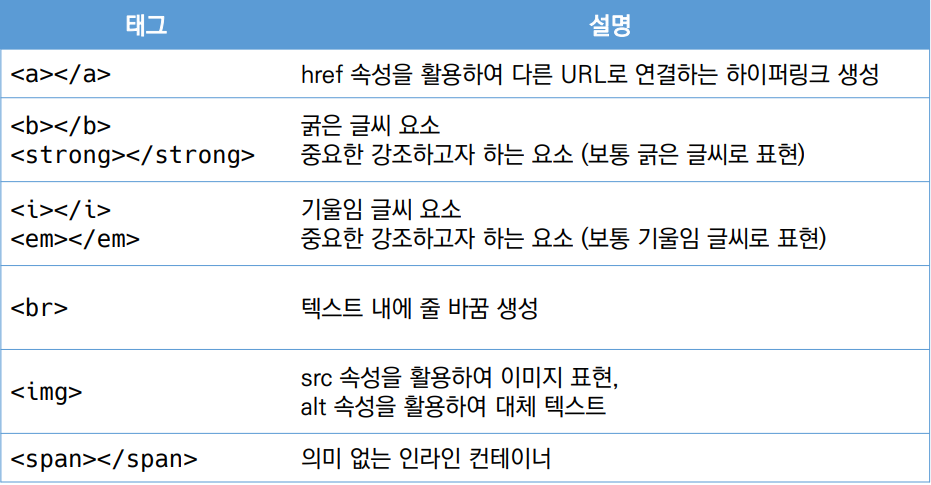 태그 설명
<a></a> href 속성을 활용하여 다른 URL로 연결하는 하이퍼링크 생성
<b></b> 굵은 글씨 요소
<strong></strong> 중요한 강조하고자 하는 요소 (보통 굵은 글씨로 표현)
<i></i> 기울임 글씨 요소
<em></em> 중요한 강조하고자 하는 요소 (보통 기울임 글씨로 표현)
<br> 텍스트 내에 줄 바꿈 생성
<img> src 속성을 활용하여 이미지 표현,
alt 속성을 활용하여 대체 텍스트
<span></span> 의미 없는 인라인 컨테이너